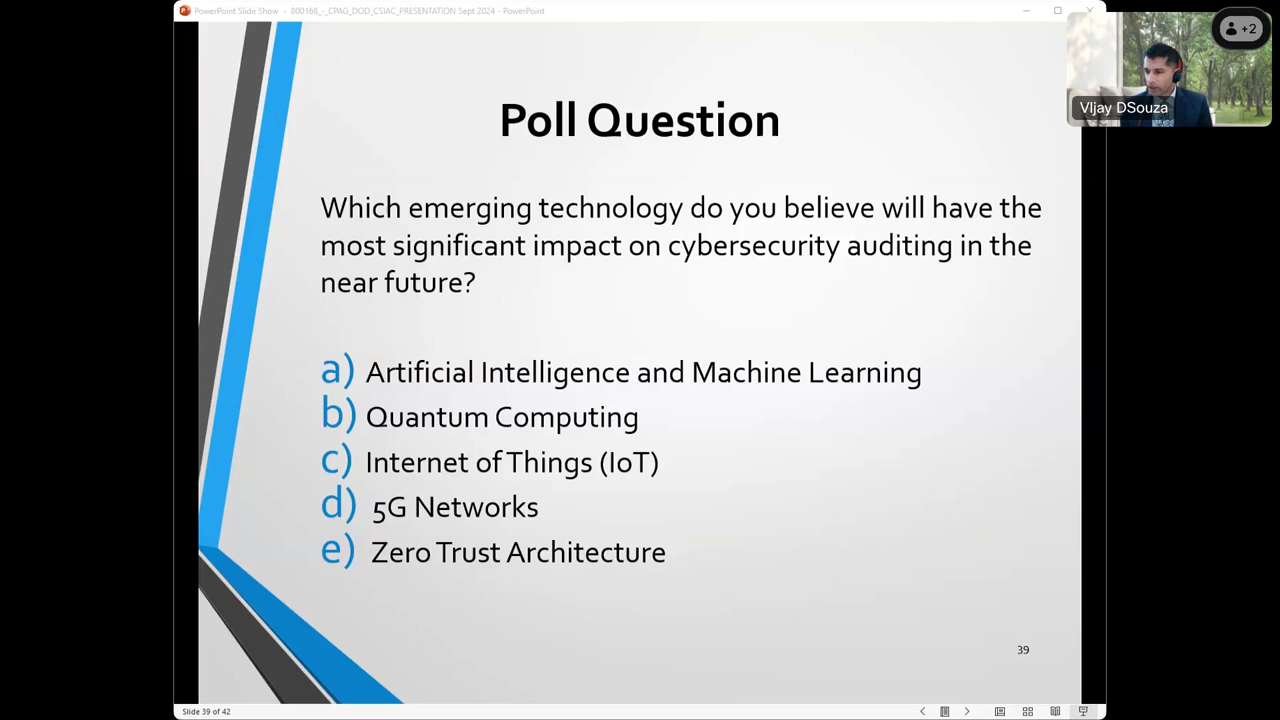 PowerPoint Slide Show - 800168_-_CPAG_DOD_CSIAC_PRESENTATION Sept 2024 - PowerPoint
+2
VIjay DSouza
Poll Question
Which emerging technology do you believe will have the
most significant impact on cybersecurity auditing in the
near future?
a) Artificial Intelligence and Machine Learning
b) Quantum Computing
c) Internet of Things (IoT)
d) 5G Networks
e) Zero Trust Architecture
39
Slide 39 of 42